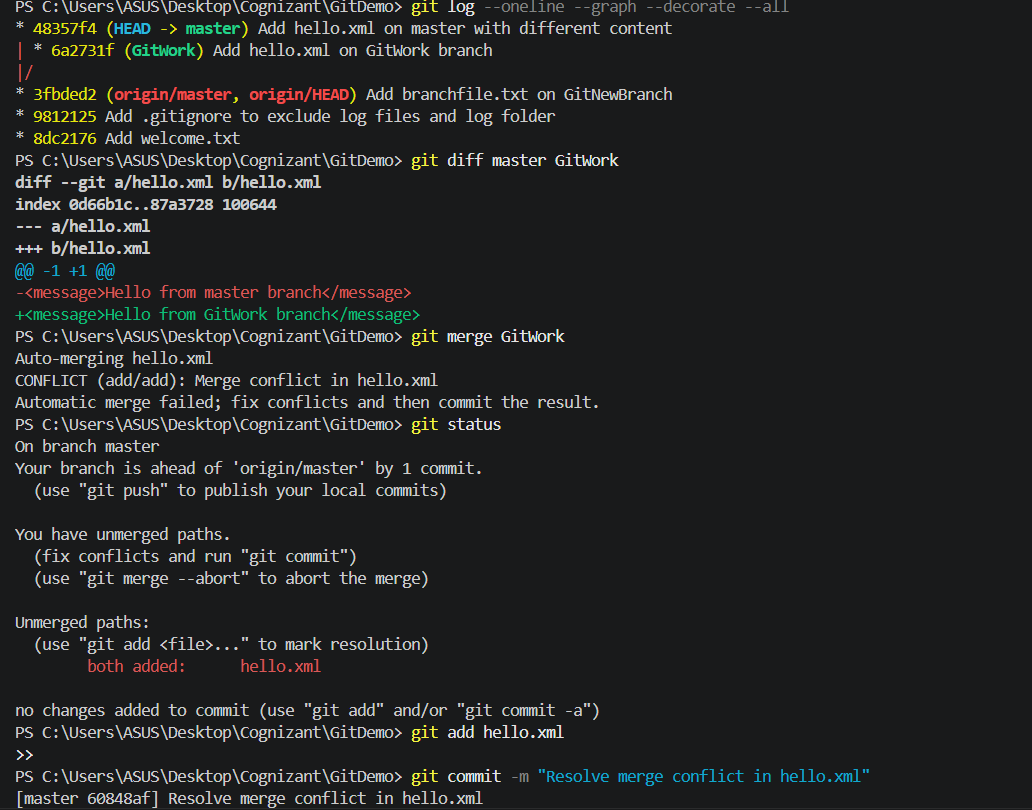 PS C:\Users\ASUS\Desktop\Cognizant\GitDemo> git log --oneline --graph --decorate --all
* 48357f4 (HEAD -> master) Add hello.xml on master with different content
| * 6a2731f (GitWork) Add hello.xml on GitWork branch
|/
* 3fbded2 (origin/master, origin/HEAD) Add branchfile.txt on GitNewBranch
* 9812125 Add .gitignore to exclude log files and log folder
* 8dc2176 Add welcome.txt
PS C:\Users\ASUS\Desktop\Cognizant\GitDemo> git diff master GitWork
diff --git a/hello.xml b/hello.xml
index 0d66b1c..87a3728 100644
--- a/hello.xml
+++ b/hello.xml
@@ -1 +1 @@
-<message>Hello from master branch</message>
+<message>Hello from GitWork branch</message>
PS C:\Users\ASUS\Desktop\Cognizant\GitDemo> git merge GitWork
Auto-merging hello.xml
CONFLICT (add/add): Merge conflict in hello.xml
Automatic merge failed; fix conflicts and then commit the result.
PS C:\Users\ASUS\Desktop\Cognizant\GitDemo> git status
On branch master
Your branch is ahead of 'origin/master' by 1 commit.
  (use "git push" to publish your local commits)

You have unmerged paths.
  (fix conflicts and run "git commit")
  (use "git merge --abort" to abort the merge)

Unmerged paths:
  (use "git add <file>..." to mark resolution)
        both added:      hello.xml

no changes added to commit (use "git add" and/or "git commit -a")
PS C:\Users\ASUS\Desktop\Cognizant\GitDemo> git add hello.xml
>>
PS C:\Users\ASUS\Desktop\Cognizant\GitDemo> git commit -m "Resolve merge conflict in hello.xml"
[master 60848af] Resolve merge conflict in hello.xml